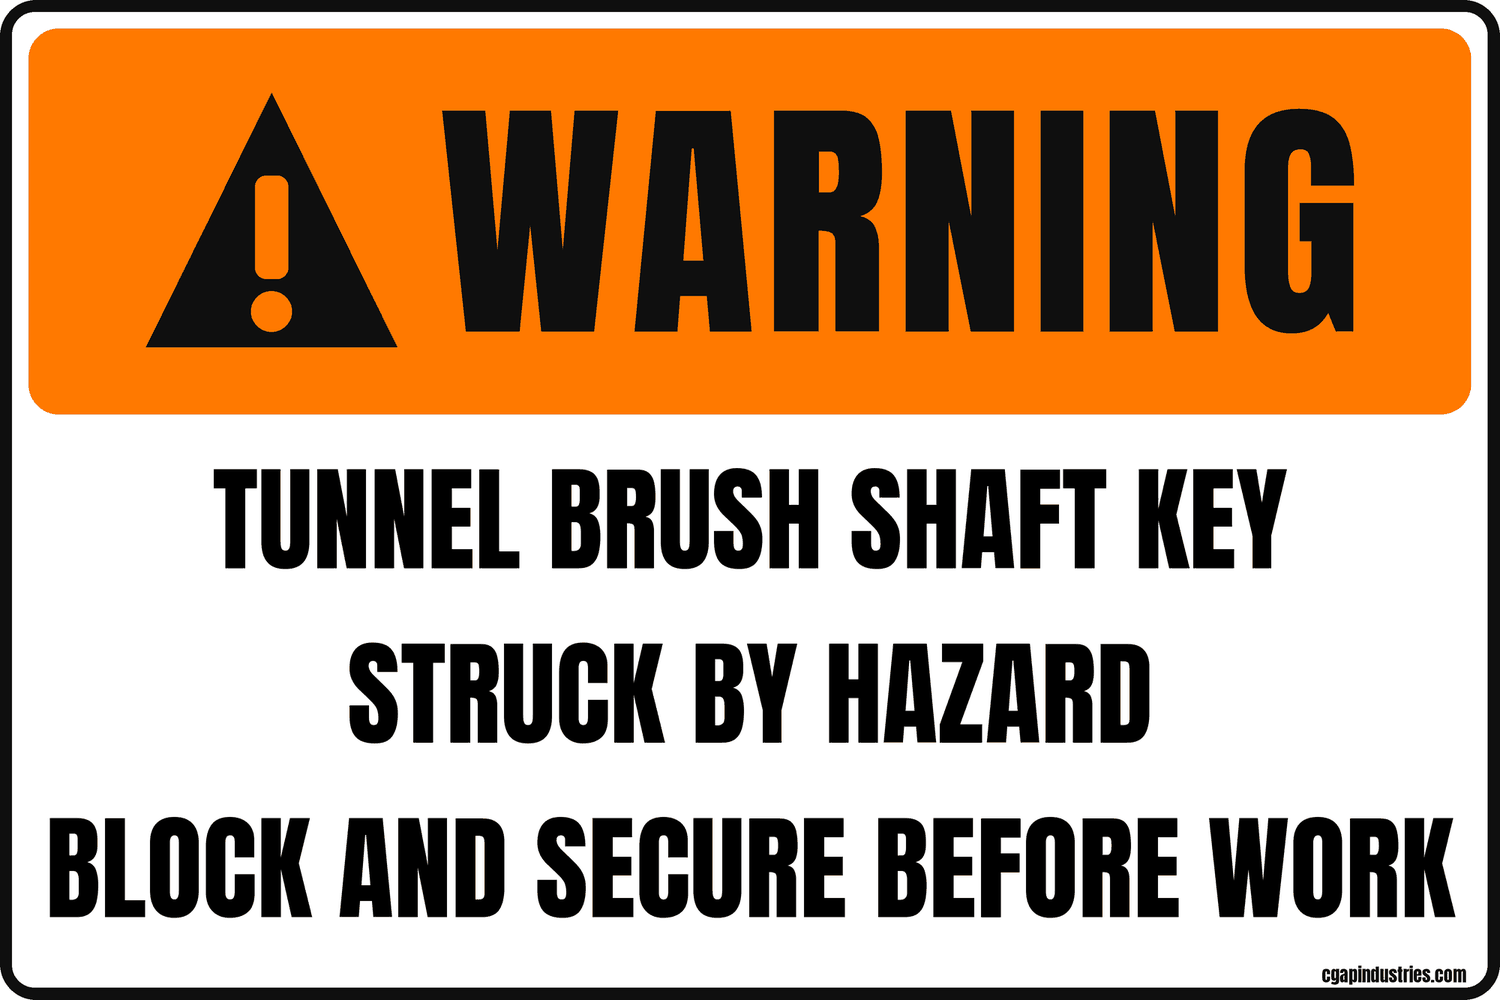 WARNING
TUNNEL BRUSH SHAFT KEY
STRUCK BY HAZARD
BLOCK AND SECURE BEFORE WORK
cgapindustries.com